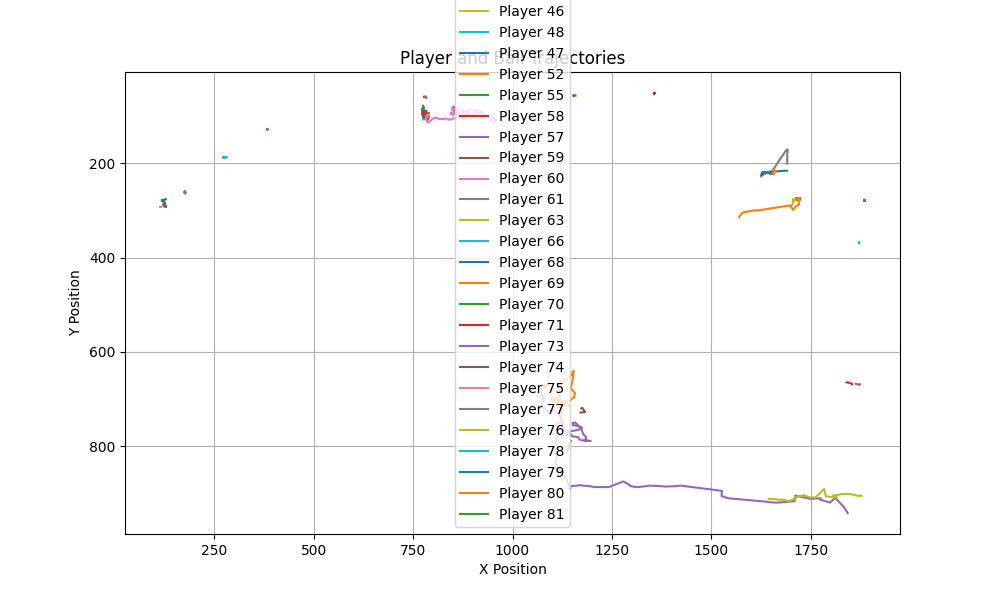 Player 46
Player 48
Player 47
Player and Ball Trajectories
Player 52
Player 55
Player 58
Player 57
Player 59
Player 60
Player 61
Player 63
Player 66
Player 68
Player 69
Player 70
Player 71
Player 73
Player 74
Player 75
Player 77
Player 76
Player 78
Player 79
Player 80
Player 81
Y Position
200
400
600
800
250
500
750
1000
1250
1500
1750
X Position